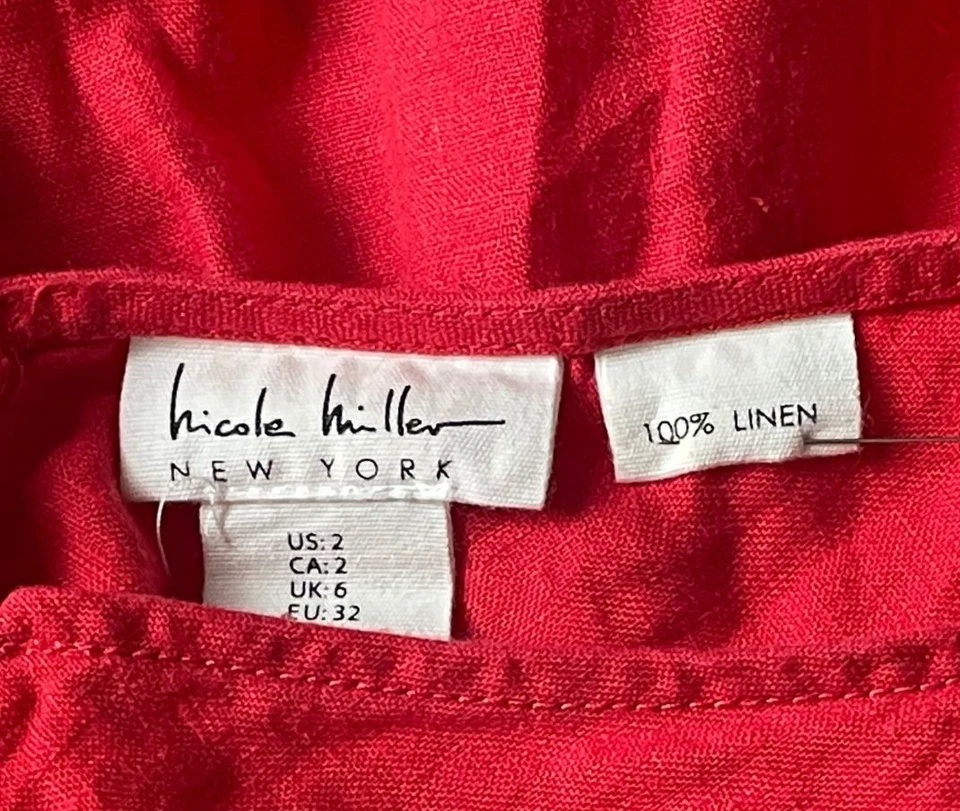 nicole miller
NEW YORK
100% LINEN
US: 2
CA: 2
UK: 6
EU: 32